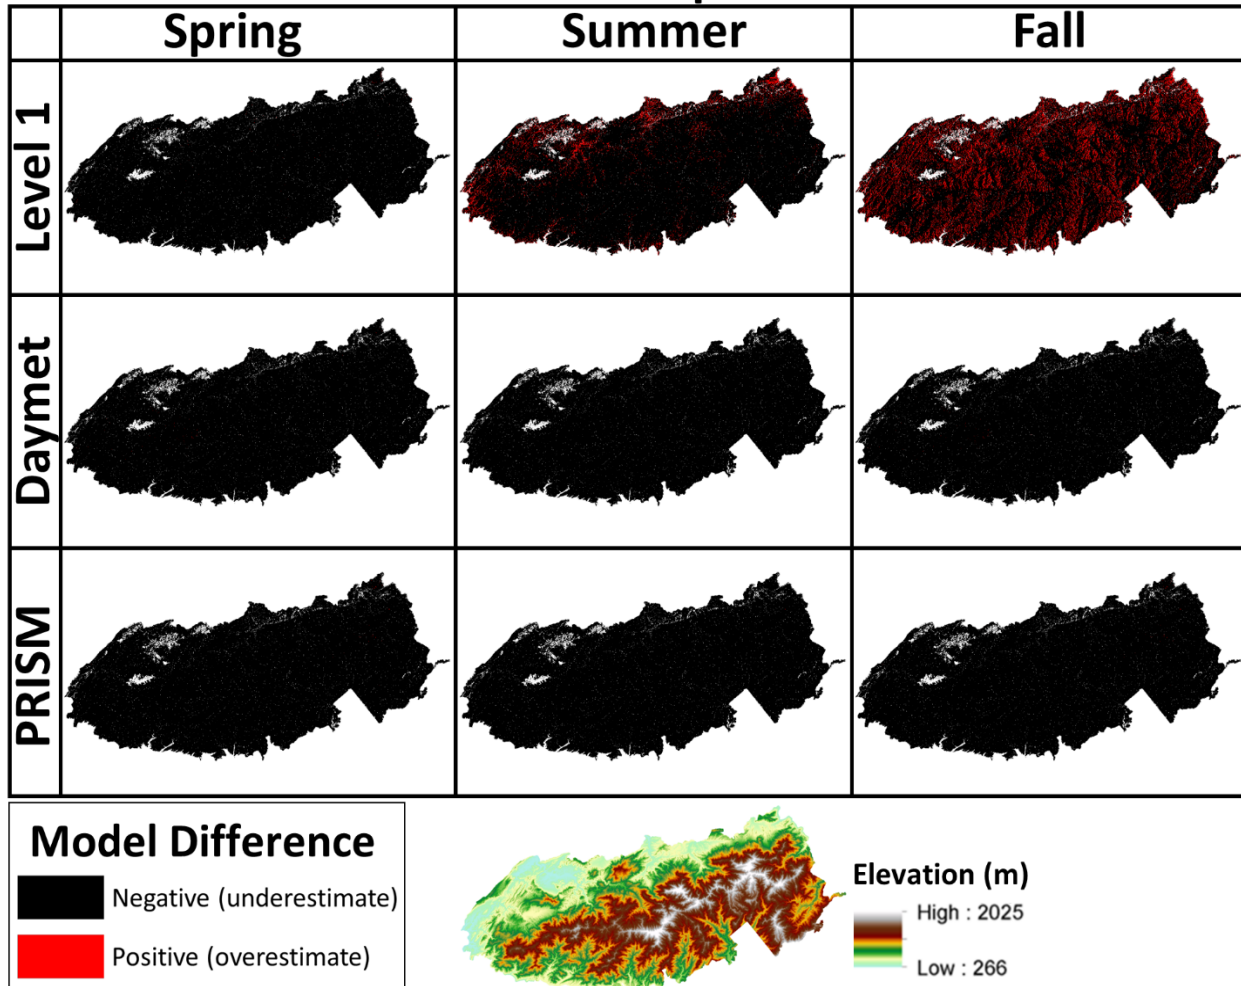 Spring
Summer
Fall
Level 1
Daymet
PRISM
Model Difference
Negative (underestimate)
Positive (overestimate)
Elevation (m)
High : 2025
Low : 266